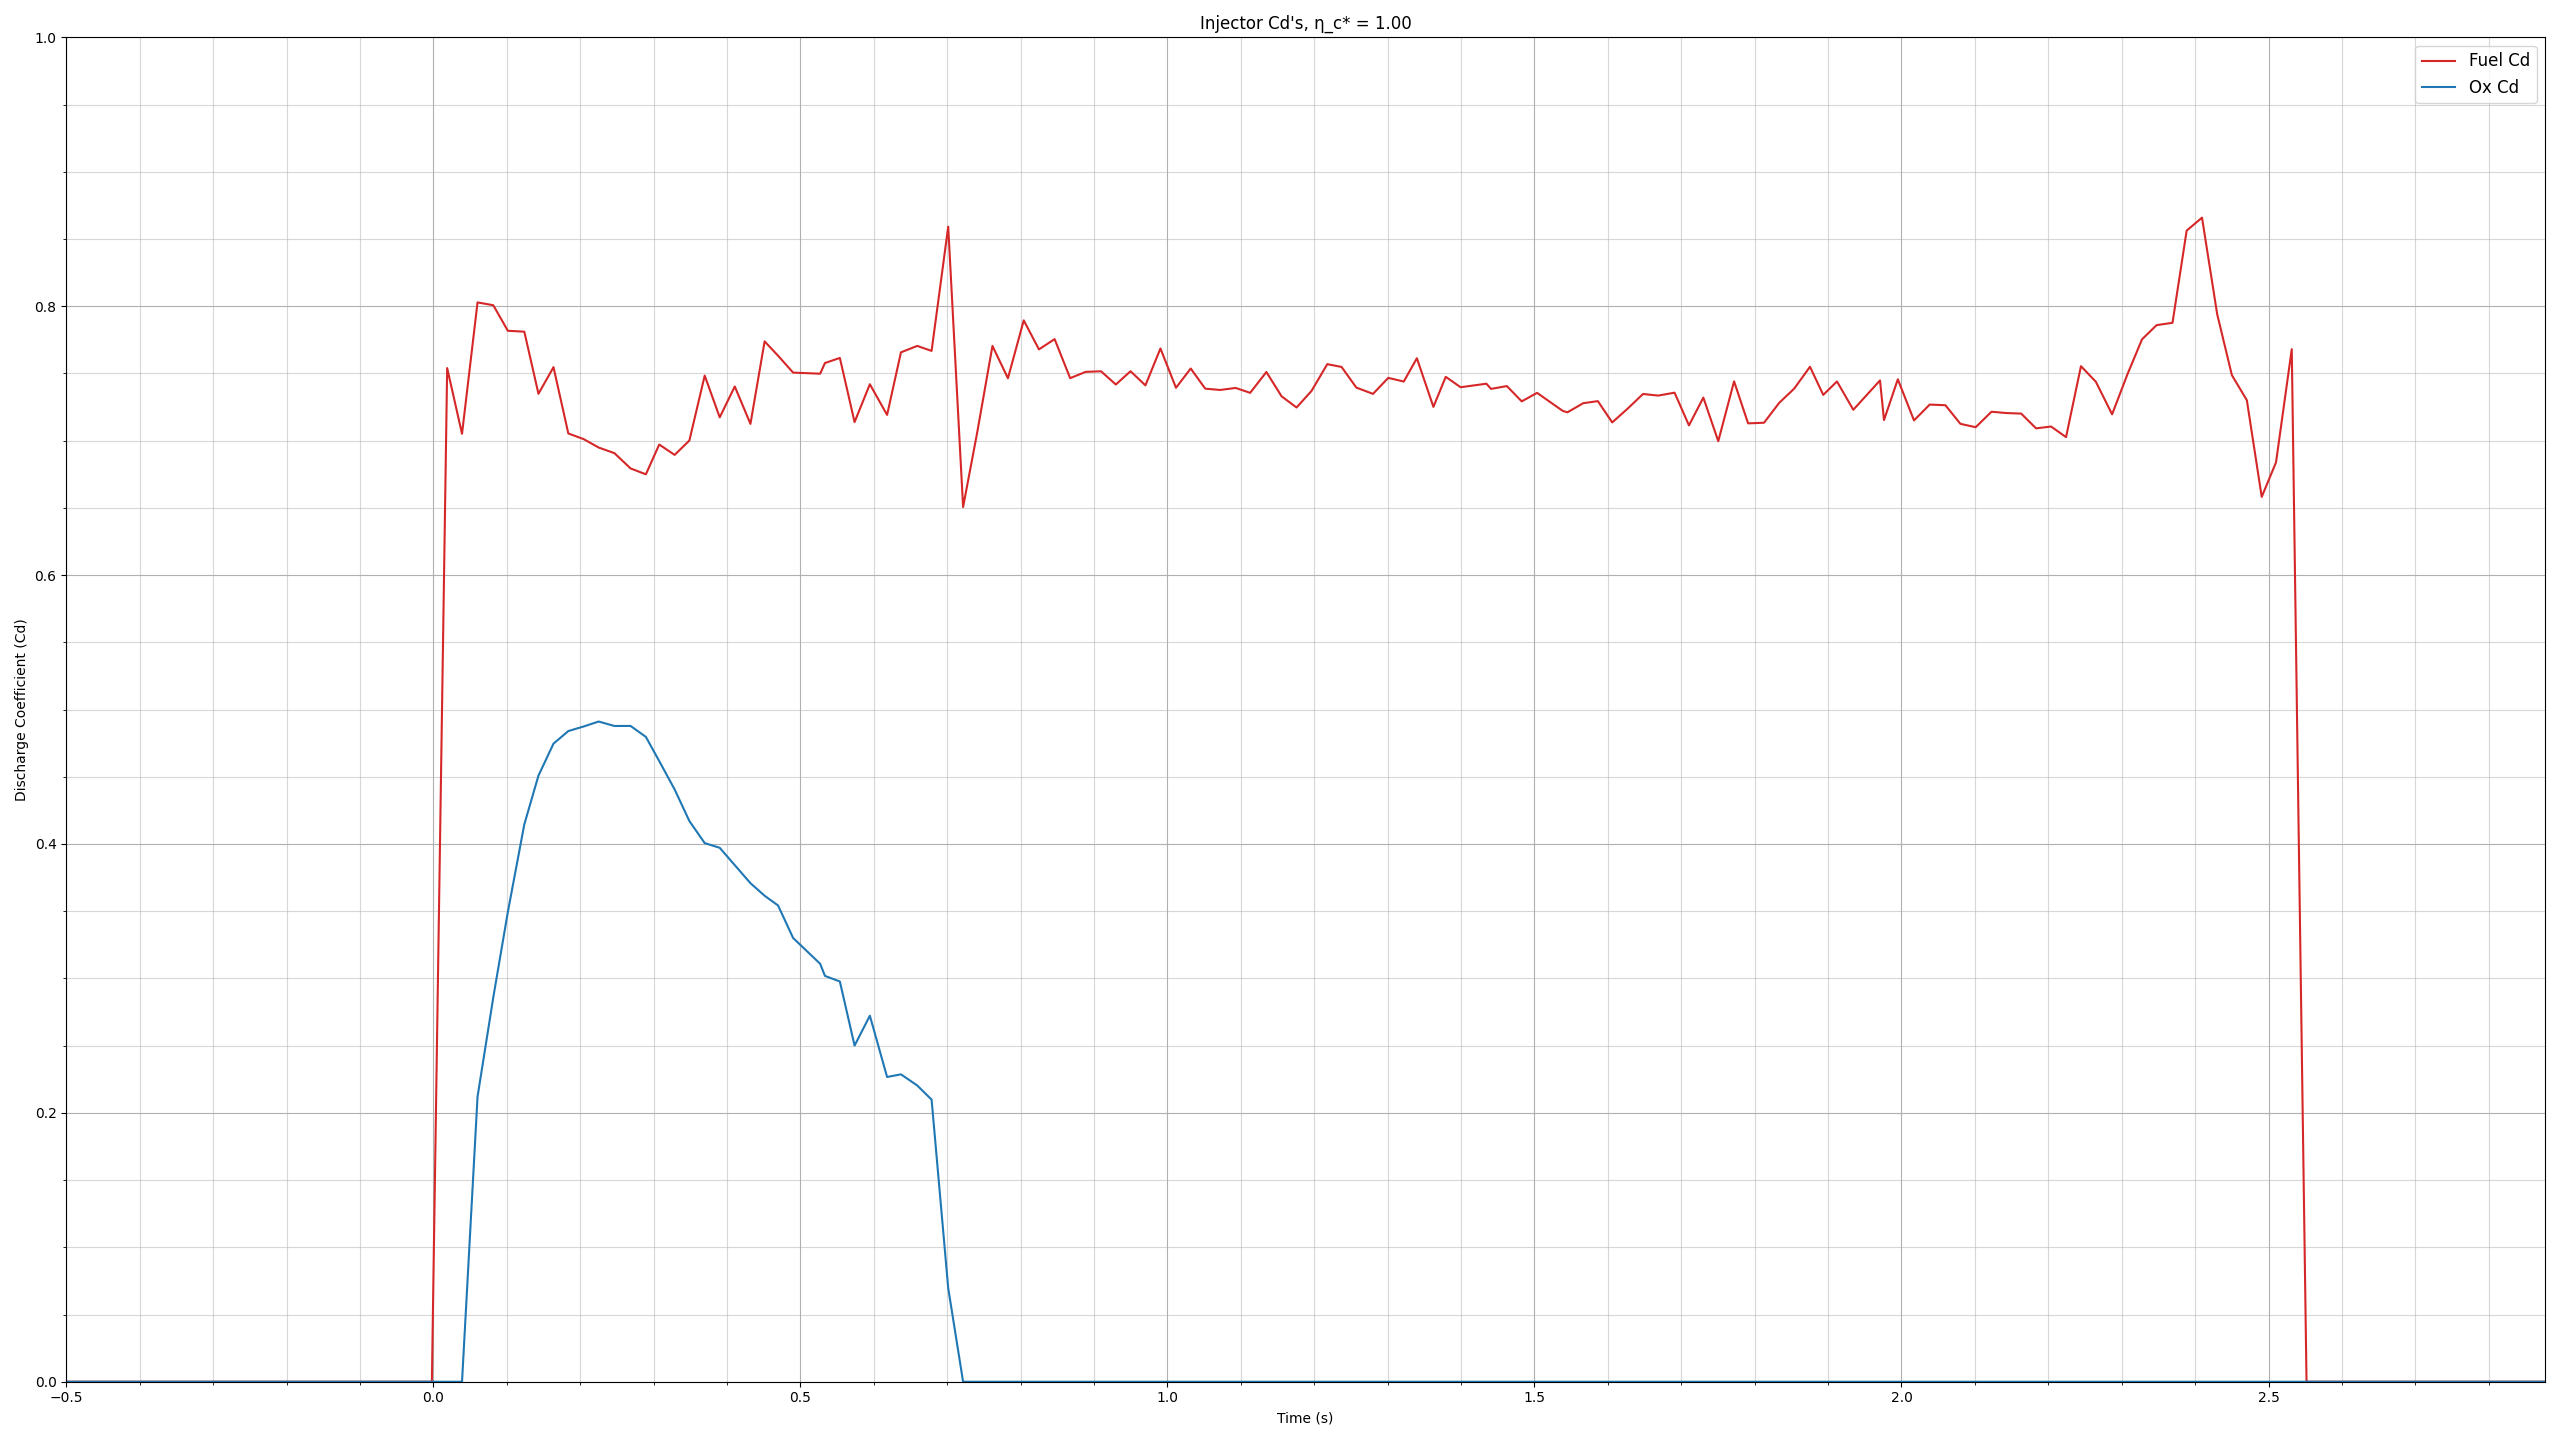 Injector Cd's, η_c* = 1.00
Fuel Cd
Ox Cd
1.0
0.8
0.6
0.4
0.2
0.0
Discharge Coefficient (Cd)
−0.5 0.0 0.5 1.0 1.5 2.0 2.5
Time (s)